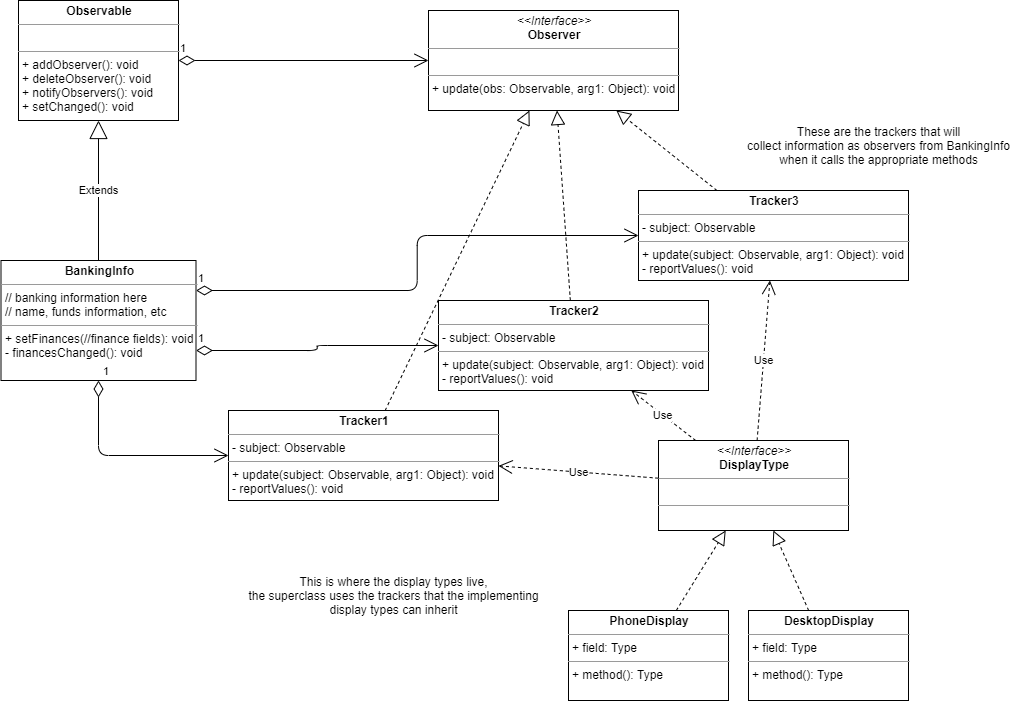 Observable
+ addObserver(): void
+ deleteObserver(): void
+ notifyObservers(): void
+ setChanged(): void
1
<<Interface>>
Observer
+ update(obs: Observable, arg1: Object): void
These are the trackers that will
collect information as observers from BankingInfo
when it calls the appropriate methods
Extends
Tracker3
- subject: Observable
+ update(subject: Observable, arg1: Object): void
- reportValues(): void
BankingInfo
// banking information here
// name, funds information, etc
+ setFinances(//finance fields): void
- financesChanged(): void
1
1
1
Tracker2
- subject: Observable
+ update(subject: Observable, arg1: Object): void
- reportValues(): void
Use
Use
Tracker1
- subject: Observable
+ update(subject: Observable, arg1: Object): void
- reportValues(): void
Use
<<Interface>>
DisplayType
This is where the display types live,
the superclass uses the trackers that the implementing
display types can inherit
PhoneDisplay
+ field: Type
+ method(): Type
DesktopDisplay
+ field: Type
+ method(): Type